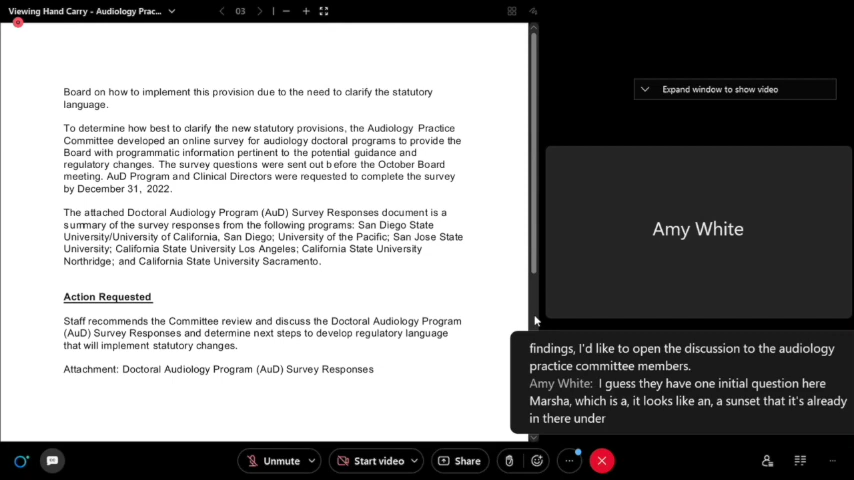 Viewing Hand Carry - Audiology Prac...
03
Board on how to implement this provision due to the need to clarify the statutory
language.
To determine how best to clarify the new statutory provisions, the Audiology Practice
Committee developed an online survey for audiology doctoral programs to provide the
Board with programmatic information pertinent to the potential guidance and
regulatory changes. The survey questions were sent out before the October Board
meeting. AuD Program and Clinical Directors were requested to complete the survey
by December 31, 2022.
The attached Doctoral Audiology Program (AuD) Survey Responses document is a
summary of the survey responses from the following programs: San Diego State
University/University of California, San Diego; University of the Pacific; San Jose State
University; California State University Los Angeles; California State University
Northridge; and California State University Sacramento.
Action Requested
Staff recommends the Committee review and discuss the Doctoral Audiology Program
(AuD) Survey Responses and determine next steps to develop regulatory language
that will implement statutory changes.
Attachment: Doctoral Audiology Program (AuD) Survey Responses
Expand window to show video
Amy White
findings, I'd like to open the discussion to the audiology
practice committee members.
Amy White: I guess they have one initial question here
Marsha, which is a, it looks like an, a sunset that it's already
in there under
Unmute
Start video
Share